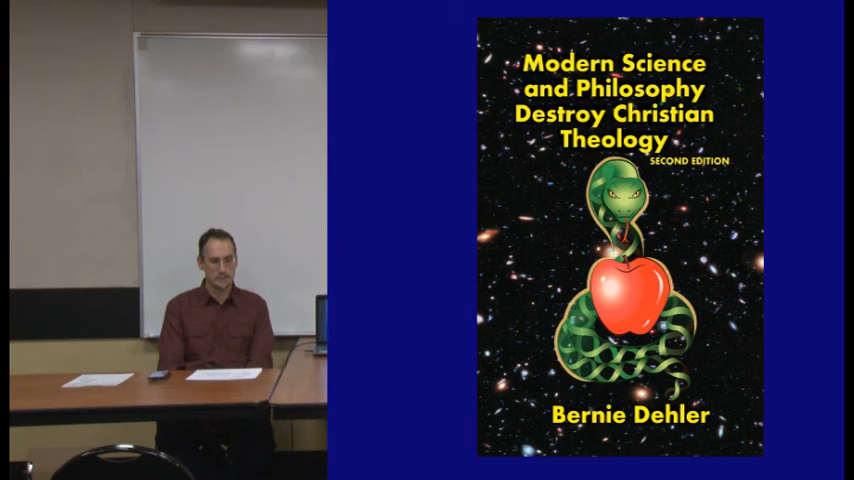 Modern Science
and Philosophy
Destroy Christian
Theology
SECOND EDITION
Bernie Dehler